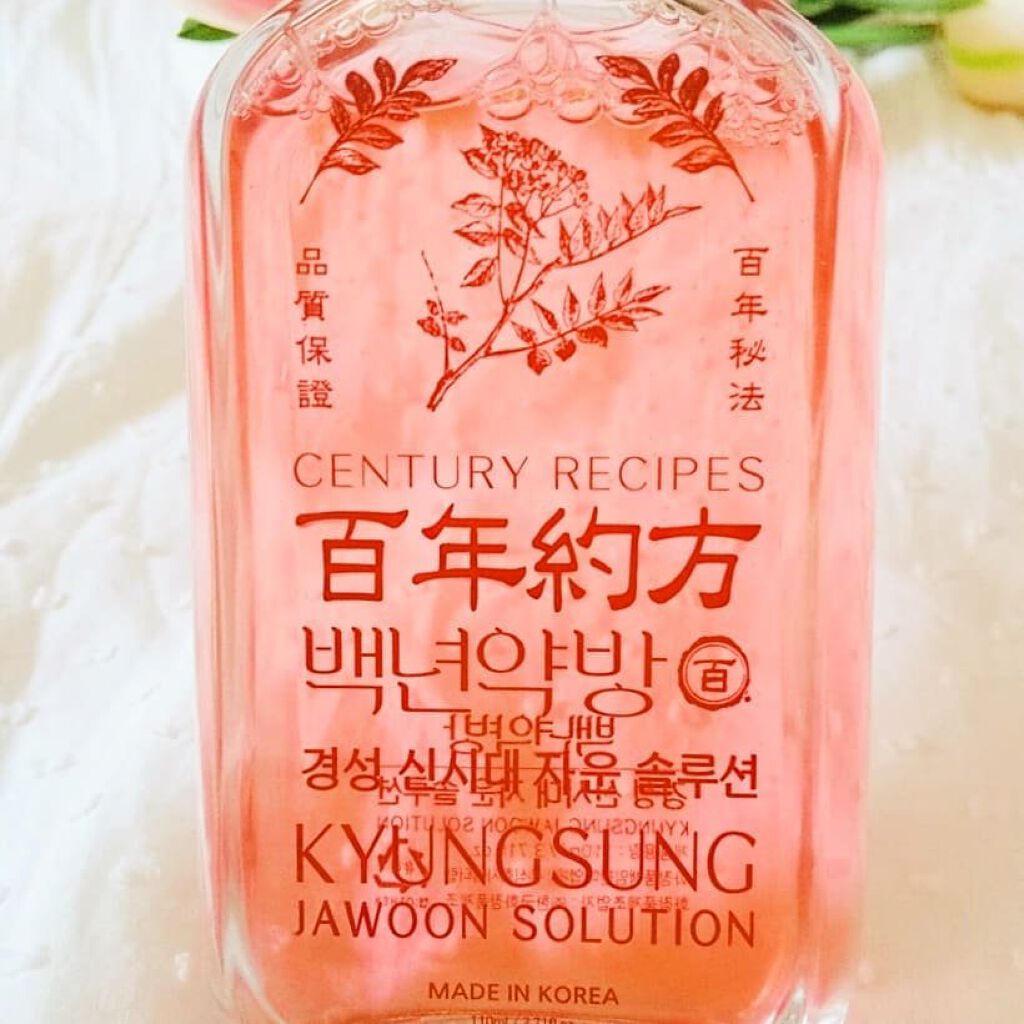 品質保證
百年秘法
CENTURY RECIPES
百年約方
백년약방 百
경성 신시대 자운 솔루션
KYUNGSUNG
JAWOON SOLUTION
MADE IN KOREA